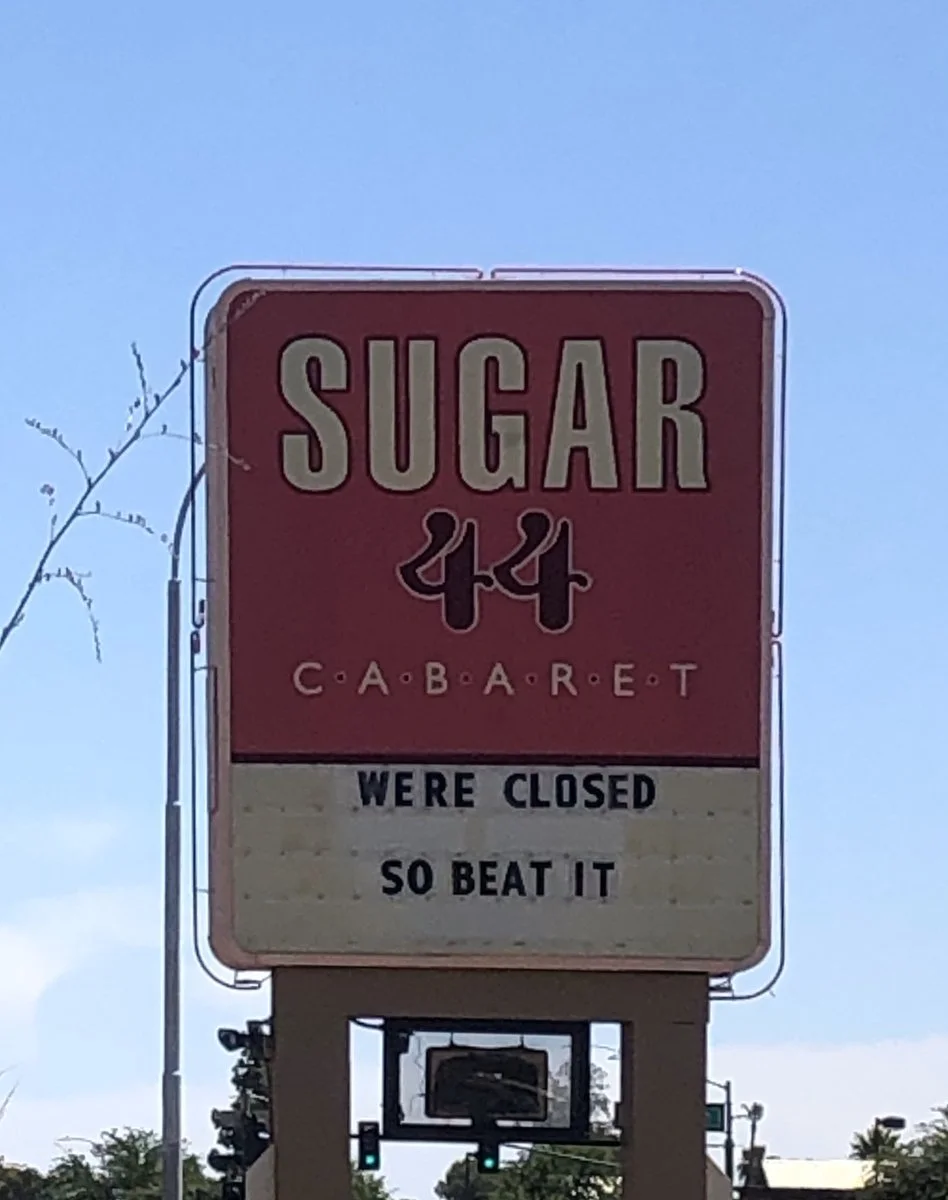 SUGAR
44
C·A·B·A·R·E·T
WERE CLOSED
SO BEAT IT